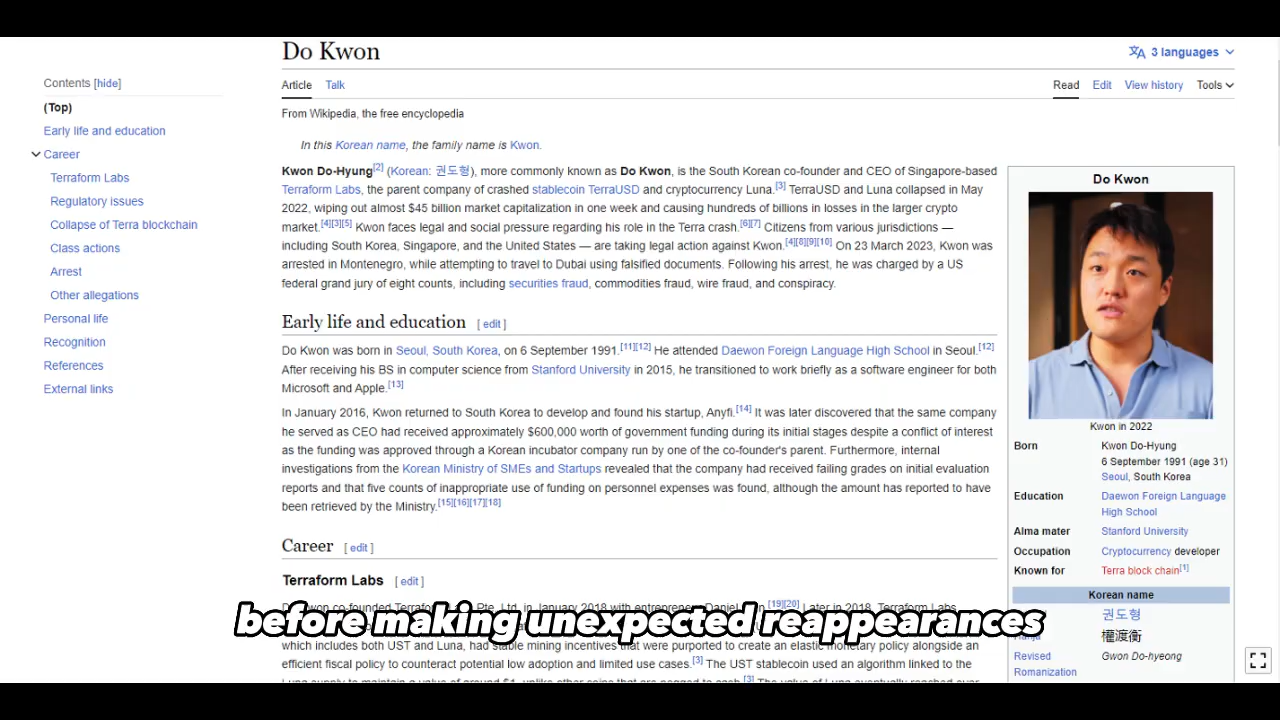 Do Kwon
3 languages
Contents [hide]
(Top)
Early life and education
Career
Terraform Labs
Regulatory issues
Collapse of Terra blockchain
Class actions
Arrest
Other allegations
Personal life
Recognition
References
External links
Article Talk
Read Edit View history Tools
From Wikipedia, the free encyclopedia
In this Korean name, the family name is Kwon.
Kwon Do-Hyung[2] (Korean: 권도형), more commonly known as Do Kwon, is the South Korean co-founder and CEO of Singapore-based
Terraform Labs, the parent company of crashed stablecoin TerraUSD and cryptocurrency Luna.[3] TerraUSD and Luna collapsed in May
2022, wiping out almost $45 billion market capitalization in one week and causing hundreds of billions in losses in the larger crypto
market.[4][3][5] Kwon faces legal and social pressure regarding his role in the Terra crash.[6][7] Citizens from various jurisdictions —
including South Korea, Singapore, and the United States — are taking legal action against Kwon.[4][8][9][10] On 23 March 2023, Kwon was
arrested in Montenegro, while attempting to travel to Dubai using falsified documents. Following his arrest, he was charged by a US
federal grand jury of eight counts, including securities fraud, commodities fraud, wire fraud, and conspiracy.
Early life and education [ edit ]
Do Kwon was born in Seoul, South Korea, on 6 September 1991.[11][12] He attended Daewon Foreign Language High School in Seoul.[12]
After receiving his BS in computer science from Stanford University in 2015, he transitioned to work briefly as a software engineer for both
Microsoft and Apple.[13]
In January 2016, Kwon returned to South Korea to develop and found his startup, Anyfi.[14] It was later discovered that the same company
he served as CEO had received approximately $600,000 worth of government funding during its initial stages despite a conflict of interest
as the funding was approved through a Korean incubator company run by one of the co-founder's parent. Furthermore, internal
investigations from the Korean Ministry of SMEs and Startups revealed that the company had received failing grades on initial evaluation
reports and that five counts of inappropriate use of funding on personnel expenses was found, although the amount has reported to have
been retrieved by the Ministry.[15][16][17][18]
Career [ edit ]
Terraform Labs [ edit ]
Pte. Ltd. in January 2018 with entrepreneur Daniel [19][20] Later in 2018, Terraform Labs
before making unexpected reappearances
which includes both UST and Luna, had stable mining incentives that were purported to create an elastic monetary policy alongside an
efficient fiscal policy to counteract potential low adoption and limited use cases.[3] The UST stablecoin used an algorithm linked to the
Do Kwon
Kwon in 2022
Born Kwon Do-Hyung
6 September 1991 (age 31)
Seoul, South Korea
Education Daewon Foreign Language
High School
Alma mater Stanford University
Occupation Cryptocurrency developer
Known for Terra block chain[1]
Korean name
권도형
權渡衡
Revised Gwon Do-hyeong
Romanization